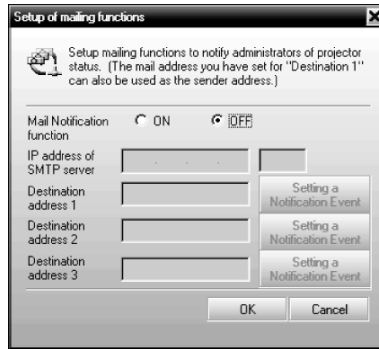 Setup of mailing functions
Setup mailing functions to notify administrators of projector
status. (The mail address you have set for "Destination 1"
can also be used as the sender address.)
Mail Notification
function
ON
OFF
IP address of
SMTP server
Destination
address 1
Setting a
Notification Event
Destination
address 2
Setting a
Notification Event
Destination
address 3
Setting a
Notification Event
OK
Cancel